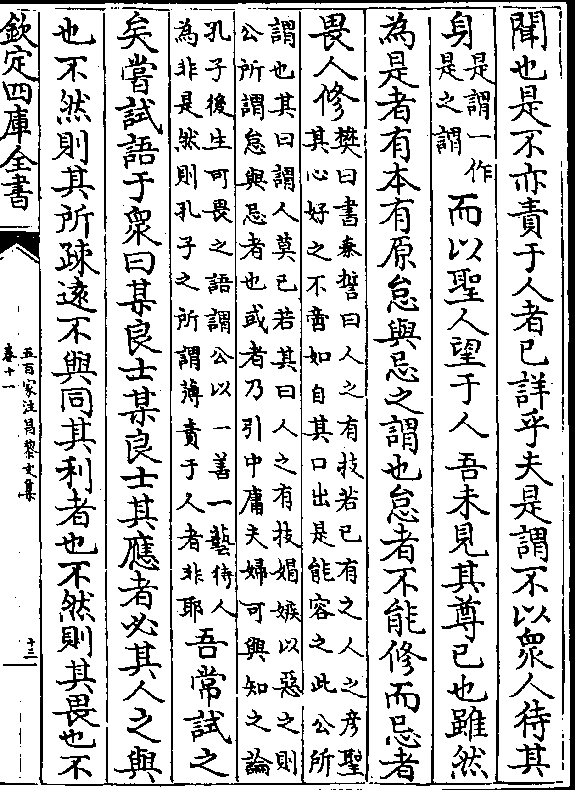 聞也是不亦責于人者已詳乎夫是謂不以衆人待其
身是謂一作
是之謂
而以聖人望于人吾未見其尊已也雖然
為是者有本有原怠與忌之謂也怠者不能修而忌者
畏人修
樊曰書秦誓曰人之有技若已有之人之彦聖
其心好之不啻如自其口出是能容之此公所
謂也其曰謂人莫已若其曰人之有技媢嫉以惡之則
公所謂怠與忌者也或者乃引中庸夫婦可與知之論
孔子後生可畏之語謂公以一善一藝待人
為非是然則孔子之所謂薄責于人者非耶
吾常試之
矣嘗試語于衆曰某良士某良士其應者必其人之與
也不然則其所疎逺不與同其利者也不然則其畏也不
欽定四庫全書
五百家注昌黎文集
卷十一
十三